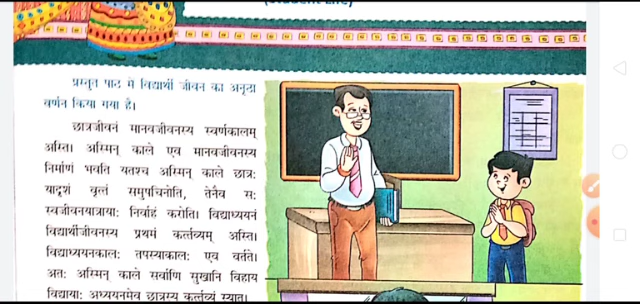 (Student Life)
प्रस्तुत पाठ में विद्यार्थी जीवन का अनूठा
वर्णन किया गया है।
छात्रजीवनं मानवजीवनस्य स्वर्णकालम्
अस्ति। अस्मिन् काले एव मानवजीवनस्य
निर्माणं भवति यतश्च अस्मिन् काले छात्रः
यादृशं वृत्तं समुपचिनोति, तेनैव सः
स्वजीवनयात्रायाः निर्वाहं करोति। विद्याध्ययनं
विद्यार्थीजीवनस्य प्रथमं कर्त्तव्यम् अस्ति।
विद्याध्ययनकालः तपस्याकालः एव वर्तते।
अतः अस्मिन् काले सर्वाणि सुखानि विहाय
विद्यायाः अध्ययनमेव छात्रस्य कर्त्तव्यं स्यात्।